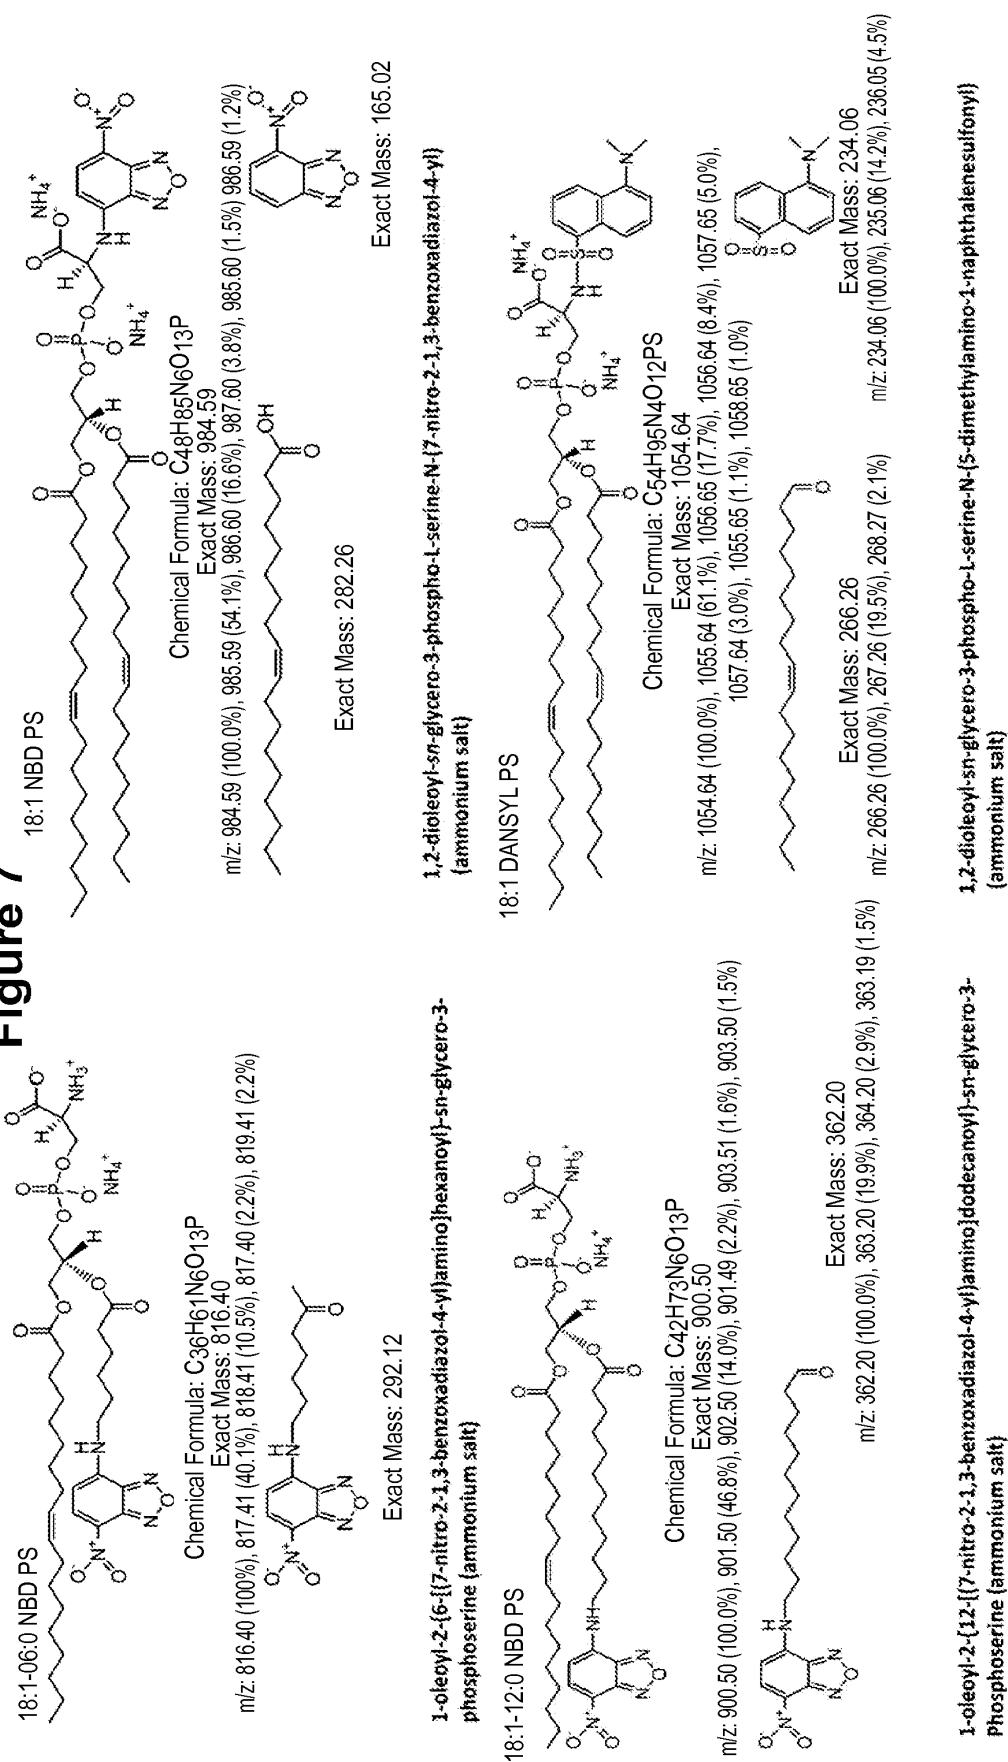 Figure 7
18:1-06:0 NBD PS
Chemical Formula: C36H61N6O13P
Exact Mass: 816.40
m/z: 816.40 (100%), 817.41 (40.1%), 818.41 (10.5%), 817.40 (2.2%), 819.41 (2.2%)
Exact Mass: 292.12
1-oleoyl-2-{6-[(7-nitro-2-1,3-benzoxadiazol-4-yl)amino]hexanoyl}-sn-glycero-3-
phosphoserine (ammonium salt)
18:1-12:0 NBD PS
Chemical Formula: C42H73N6O13P
Exact Mass: 900.50
m/z: 900.50 (100.0%), 901.50 (46.8%), 902.50 (14.0%), 901.49 (2.2%), 903.51 (1.6%), 903.50 (1.5%)
Exact Mass: 362.20
m/z: 362.20 (100.0%), 363.20 (19.9%), 364.20 (2.9%), 363.19 (1.5%)
1-oleoyl-2-{12-[(7-nitro-2-1,3-benzoxadiazol-4-yl)amino]dodecanoyl}-sn-glycero-3-
Phosphoserine (ammonium salt)
18:1 NBD PS
Chemical Formula: C48H85N6O13P
Exact Mass: 984.59
m/z: 984.59 (100.0%), 985.59 (54.1%), 986.60 (16.6%), 987.60 (3.8%), 985.60 (1.5%) 986.59 (1.2%)
Exact Mass: 282.26
Exact Mass: 165.02
1,2-dioleoyl-sn-glycero-3-phospho-L-serine-N-(7-nitro-2-1,3-benzoxadiazol-4-yl)
(ammonium salt)
18:1 DANSYL PS
Chemical Formula: C54H95N4O12PS
Exact Mass: 1054.64
m/z: 1054.64 (100.0%), 1055.64 (61.1%), 1056.65 (17.7%), 1056.64 (8.4%), 1057.65 (5.0%),
1057.64 (3.0%), 1055.65 (1.1%), 1058.65 (1.0%)
Exact Mass: 266.26
m/z: 266.26 (100.0%), 267.26 (19.5%), 268.27 (2.1%)
Exact Mass: 234.06
m/z: 234.06 (100.0%), 235.06 (14.2%), 236.05 (4.5%)
1,2-dioleoyl-sn-glycero-3-phospho-L-serine-N-(5-dimethylamino-1-naphthalenesulfonyl)
(ammonium salt)